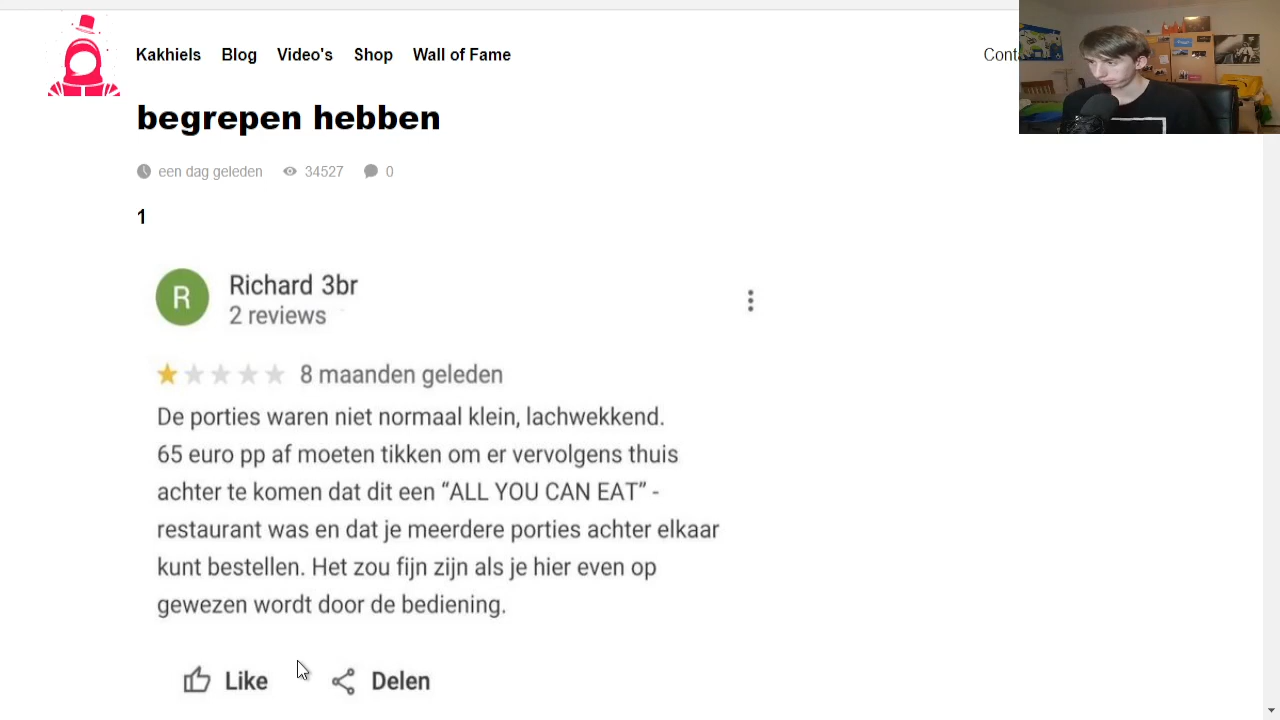 Kakhiels Blog Video's Shop Wall of Fame
begrepen hebben
een dag geleden 34527 0
1
R
Richard 3br
2 reviews
8 maanden geleden
De porties waren niet normaal klein, lachwekkend.
65 euro pp af moeten tikken om er vervolgens thuis
achter te komen dat dit een “ALL YOU CAN EAT” -
restaurant was en dat je meerdere porties achter elkaar
kunt bestellen. Het zou fijn zijn als je hier even op
gewezen wordt door de bediening.
Like Delen